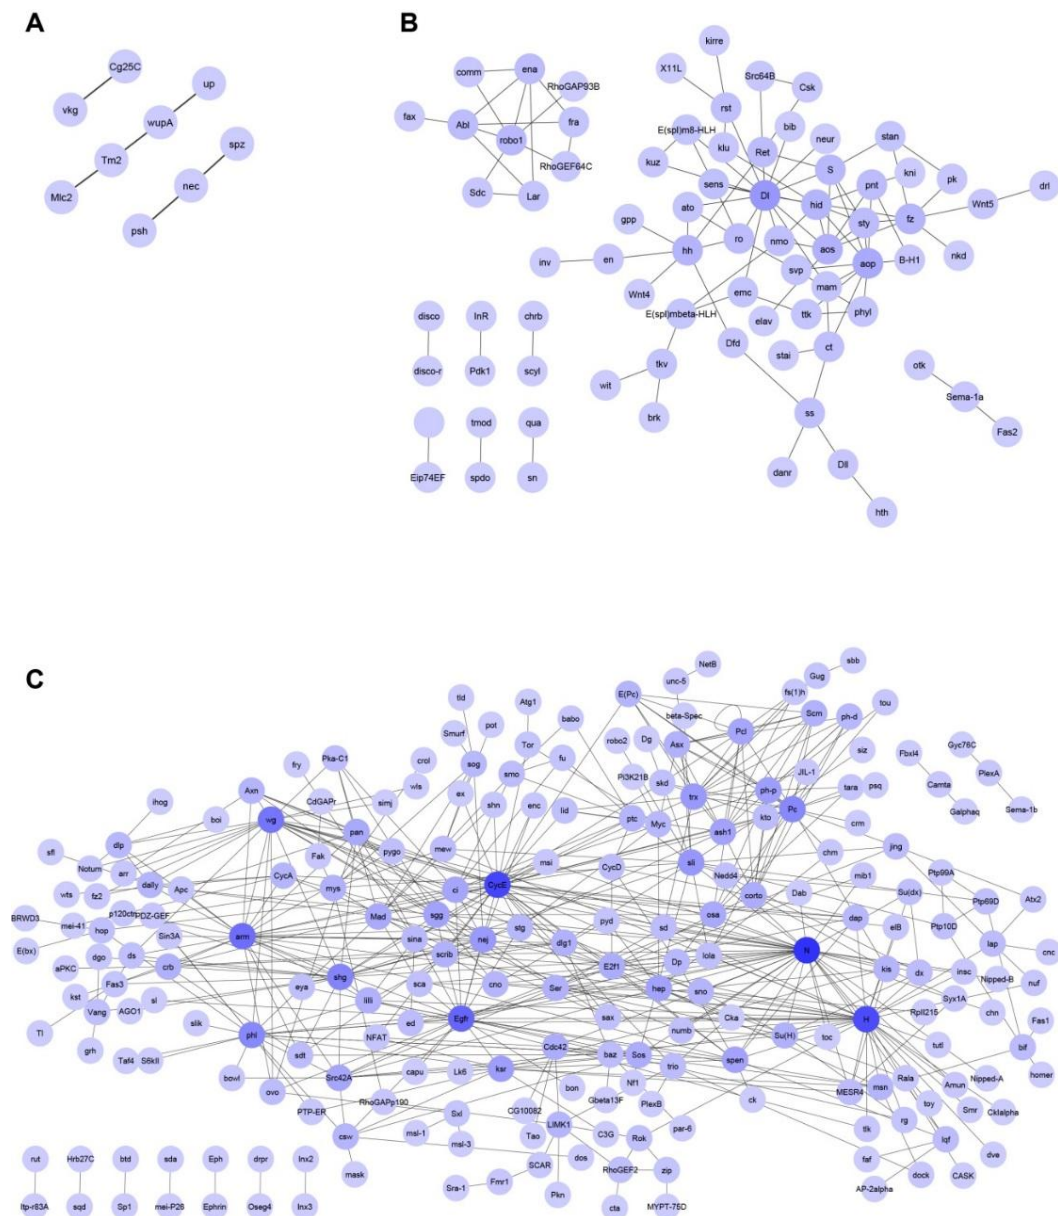 A
Cg25C
up
vkg
wupA
spz
Tm2
nec
Mlc2
psh
B
kirre
comm
ena
X11L
Src64B
Csk
RhoGAP93B
rst
fax
Abl
fra
E(spl)m8-HLH
bib
neur
stan
robo1
klu
Ret
kuz
S
kni
RhoGEF64C
sens
pnt
pk
drl
Sdc
Lar
Dl
hid
Wnt5
ato
sty
fz
gpp
ro
nmo
aos
hh
inv
en
svp
aop
B-H1
nkd
Wnt4
emc
mam
disco
InR
chrb
E(spl)mbeta-HLH
elav
ttk
phyl
Dfd
stai
ct
disco-r
Pdk1
scyl
tkv
otk
wit
Sema-1a
brk
ss
tmod
qua
Fas2
danr
Dll
Eip74EF
spdo
sn
hth
C
NetB
sbb
unc-5
Gug
tld
Atg1
E(Pc)
fs(1)h
Smurf
pot
babo
beta-Spec
Scm
ph-d
tou
Pcl
robo2
Dg
Asx
Gyc76C
Pka-C1
crol
Tor
fry
sog
fu
siz
Fbxl4
PlexA
Axn
wls
smo
Pi3K21B
JIL-1
ihog
CdGAPr
simj
ex
shn
enc
lid
skd
trx
ph-p
tara
psq
Camta
Sema-1b
boi
wg
pan
ptc
Myc
Pc
Galphaq
kto
crm
dlp
pygo
mew
ash1
sfl
Notum
arr
Fak
msi
CycD
sli
Nedd4
chm
jing
wts
dally
Apc
CycA
mys
ci
CycE
mib1
Ptp99A
fz2
corto
Dab
Su(dx)
Ptp69D
Atx2
BRWD3
p120ctn
PDZ-GEF
Mad
sgg
stg
pyd
osa
dap
mei-41
hop
Sin3A
arm
sina
nej
dlg1
sd
elB
Ptp10D
E(bx)
dgo
ds
scrib
lola
N
lap
cnc
aPKC
crb
shg
E2f1
Dp
kis
dx
insc
Nipped-B
kst
Fas3
eya
sca
cno
Ser
hep
sno
nuf
Tl
Vang
AGO1
sl
lilli
Syx1A
slik
ed
Egfr
sax
Cka
H
RpII215
chn
Fas1
grh
phl
NFAT
numb
Su(H)
toc
tutl
bif
Taf4
S6kII
sdt
Cdc42
baz
Sos
spen
homer
bowl
Src42A
capu
Lk6
ksr
trio
msn
Rala
Nipped-A
ovo
bon
Nf1
MESR4
Amun
CkIalpha
PTP-ER
RhoGAPp190
Gbeta13F
PlexB
ck
toy
Smr
Sxl
CG10082
rg
csw
msl-1
LIMK1
C3G
par-6
tlk
dve
Tao
Rok
lqf
rut
Hrb27C
btd
sda
Eph
drpr
Inx2
msl-3
dos
mask
SCAR
RhoGEF2
zip
faf
dock
CASK
Sra-1
Fmr1
Pkn
AP-2alpha
Itp-r83A
sqd
Sp1
mei-P26
Ephrin
Oseg4
Inx3
cta
MYPT-75D